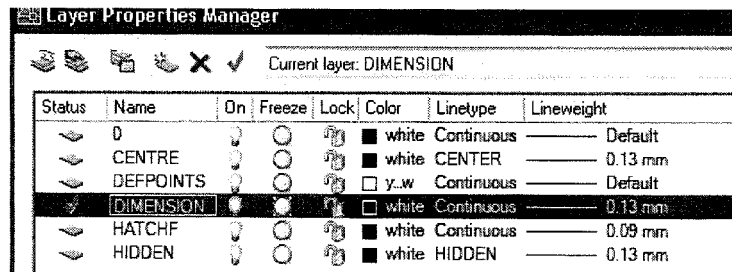 Layer Properties Manager
Current layer: DIMENSION
Status Name On Freeze Lock Color Linetype Lineweight
0 white Continuous Default
CENTRE white CENTER 0.13 mm
DEFPOINTS y...w Continuous Default
DIMENSION white Continuous 0.13 mm
HATCHF white Continuous 0.09 mm
HIDDEN white HIDDEN 0.13 mm